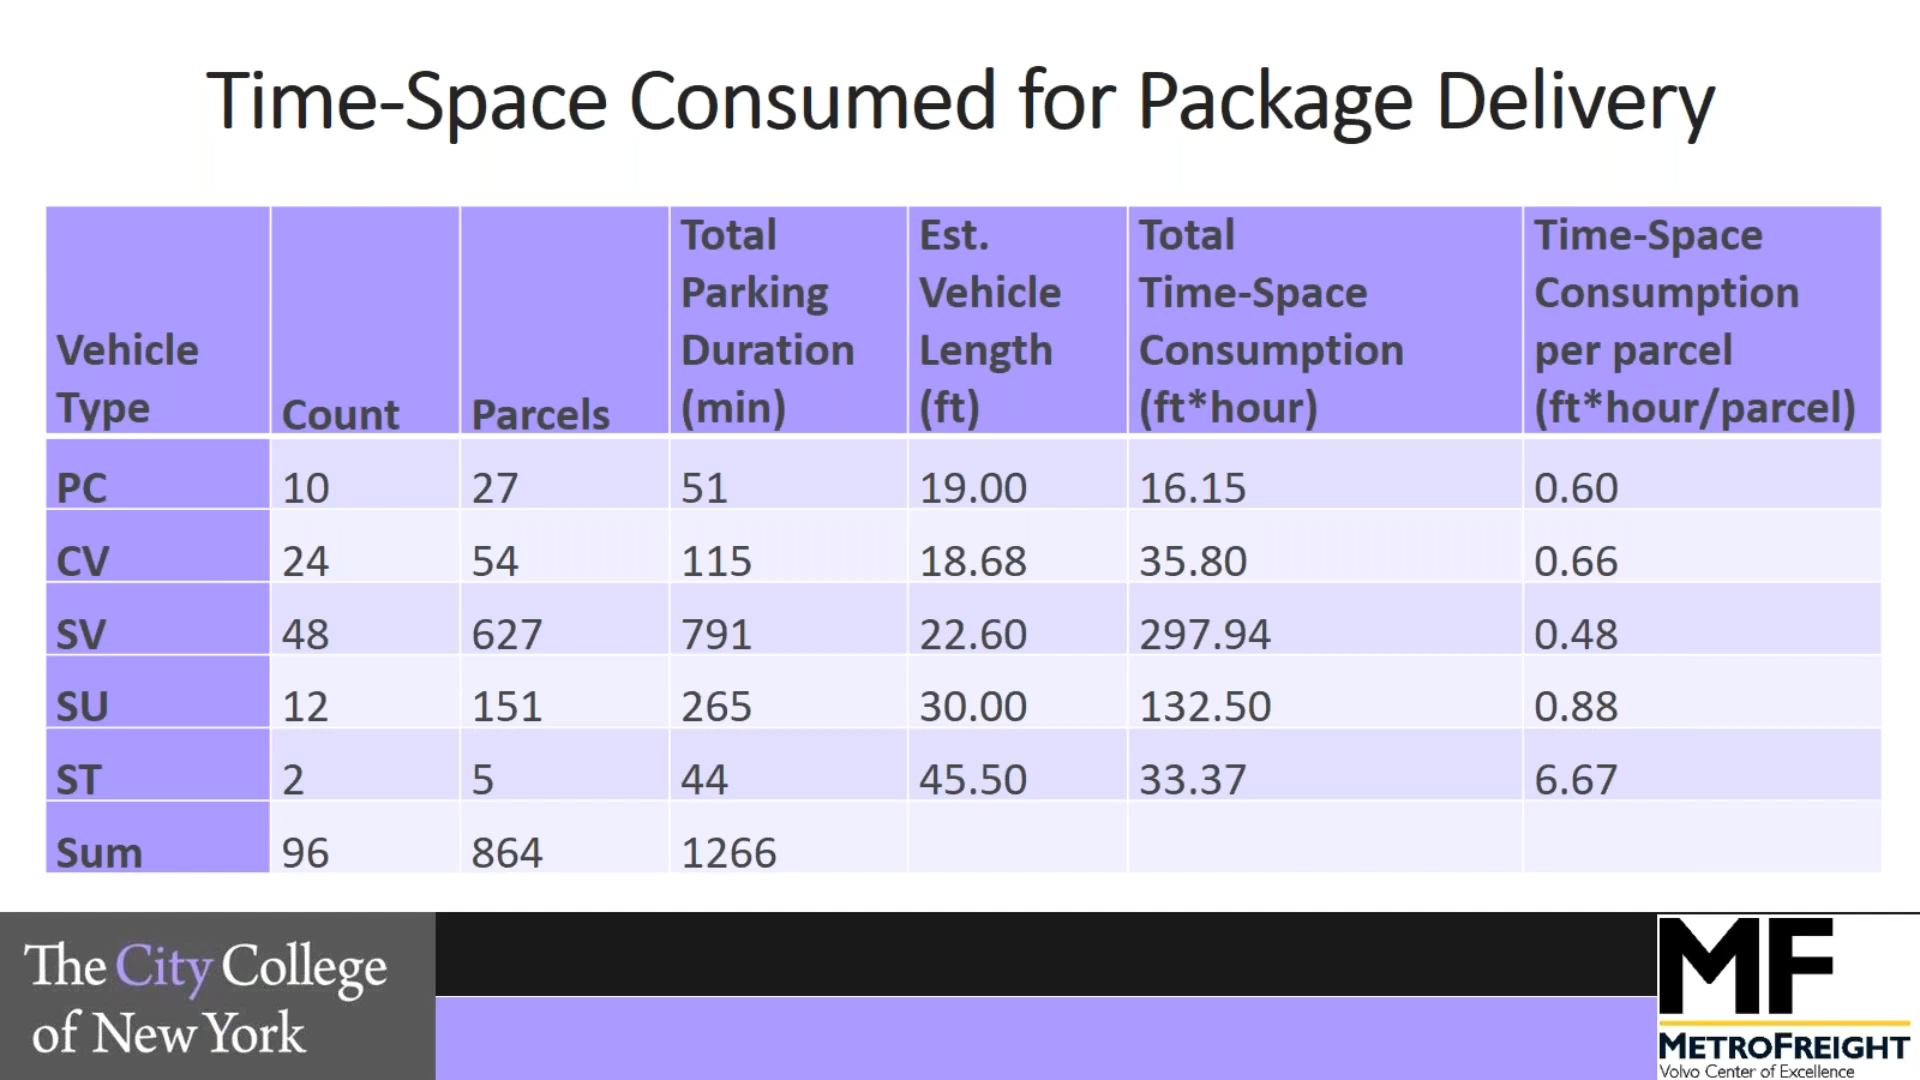 Time-Space Consumed for Package Delivery
Vehicle Type Count Parcels Total Parking Duration (min) Est. Vehicle Length (ft) Total Time-Space Consumption (ft*hour) Time-Space Consumption per parcel (ft*hour/parcel)
PC 10 27 51 19.00 16.15 0.60
CV 24 54 115 18.68 35.80 0.66
SV 48 627 791 22.60 297.94 0.48
SU 12 151 265 30.00 132.50 0.88
ST 2 5 44 45.50 33.37 6.67
Sum 96 864 1266
The City College
of New York
MF
METROFREIGHT
Volvo Center of Excellence